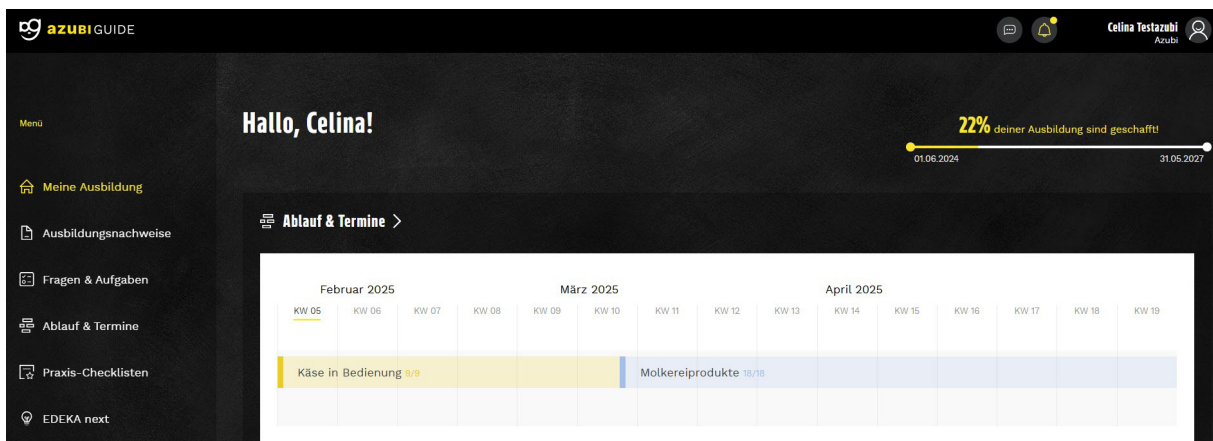 azubiGUIDE
Celina Testazubi
Azubi
Menü
Hallo, Celina!
22% deiner Ausbildung sind geschafft!
01.06.2024 31.05.2027
Meine Ausbildung
Ausbildungsnachweise
Fragen & Aufgaben
Ablauf & Termine
Praxis-Checklisten
EDEKA next
Ablauf & Termine >
Februar 2025 März 2025 April 2025
KW 05 KW 06 KW 07 KW 08 KW 09 KW 10 KW 11 KW 12 KW 13 KW 14 KW 15 KW 16 KW 17 KW 18 KW 19
Käse in Bedienung 9/9 Molkereiprodukte 18/18